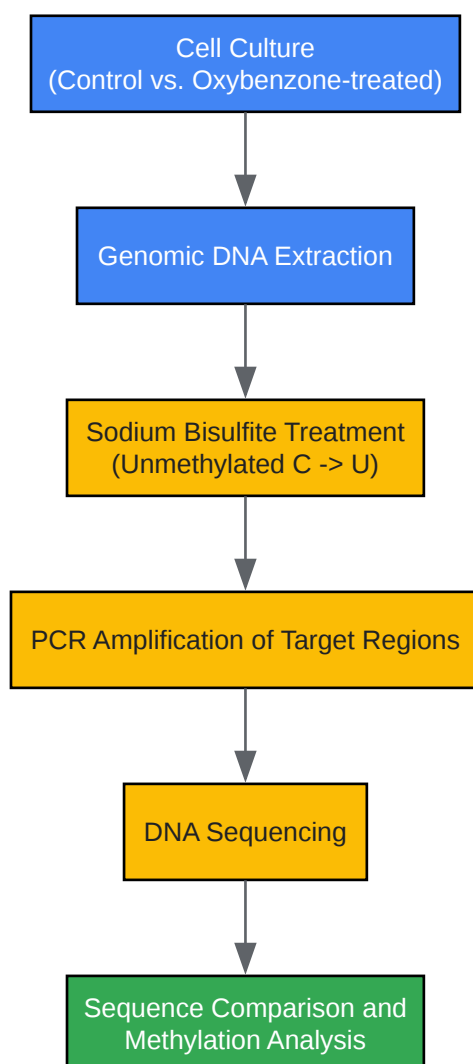 Cell Culture
(Control vs. Oxybenzone-treated)
Genomic DNA Extraction
Sodium Bisulfite Treatment
(Unmethylated C -> U)
PCR Amplification of Target Regions
DNA Sequencing
Sequence Comparison and
Methylation Analysis